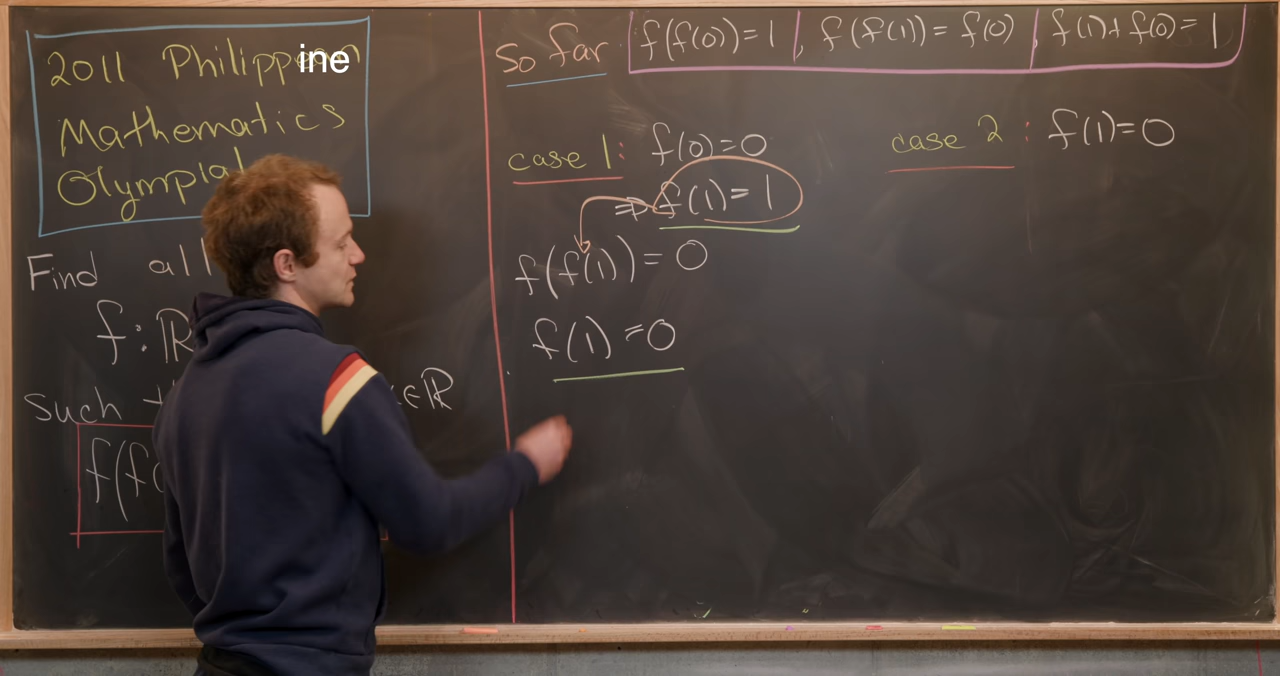 2011 Philippine
Mathematics
Find all
f: ℝ
such ∈ℝ
f(f
so far f(f(0))=1, f(f(1))=f(0), f(1)+f(0)=1
case 1: f(0)=0
⇒ f(1)=1
f(f(1))=0
f(1)=0
case 2: f(1)=0